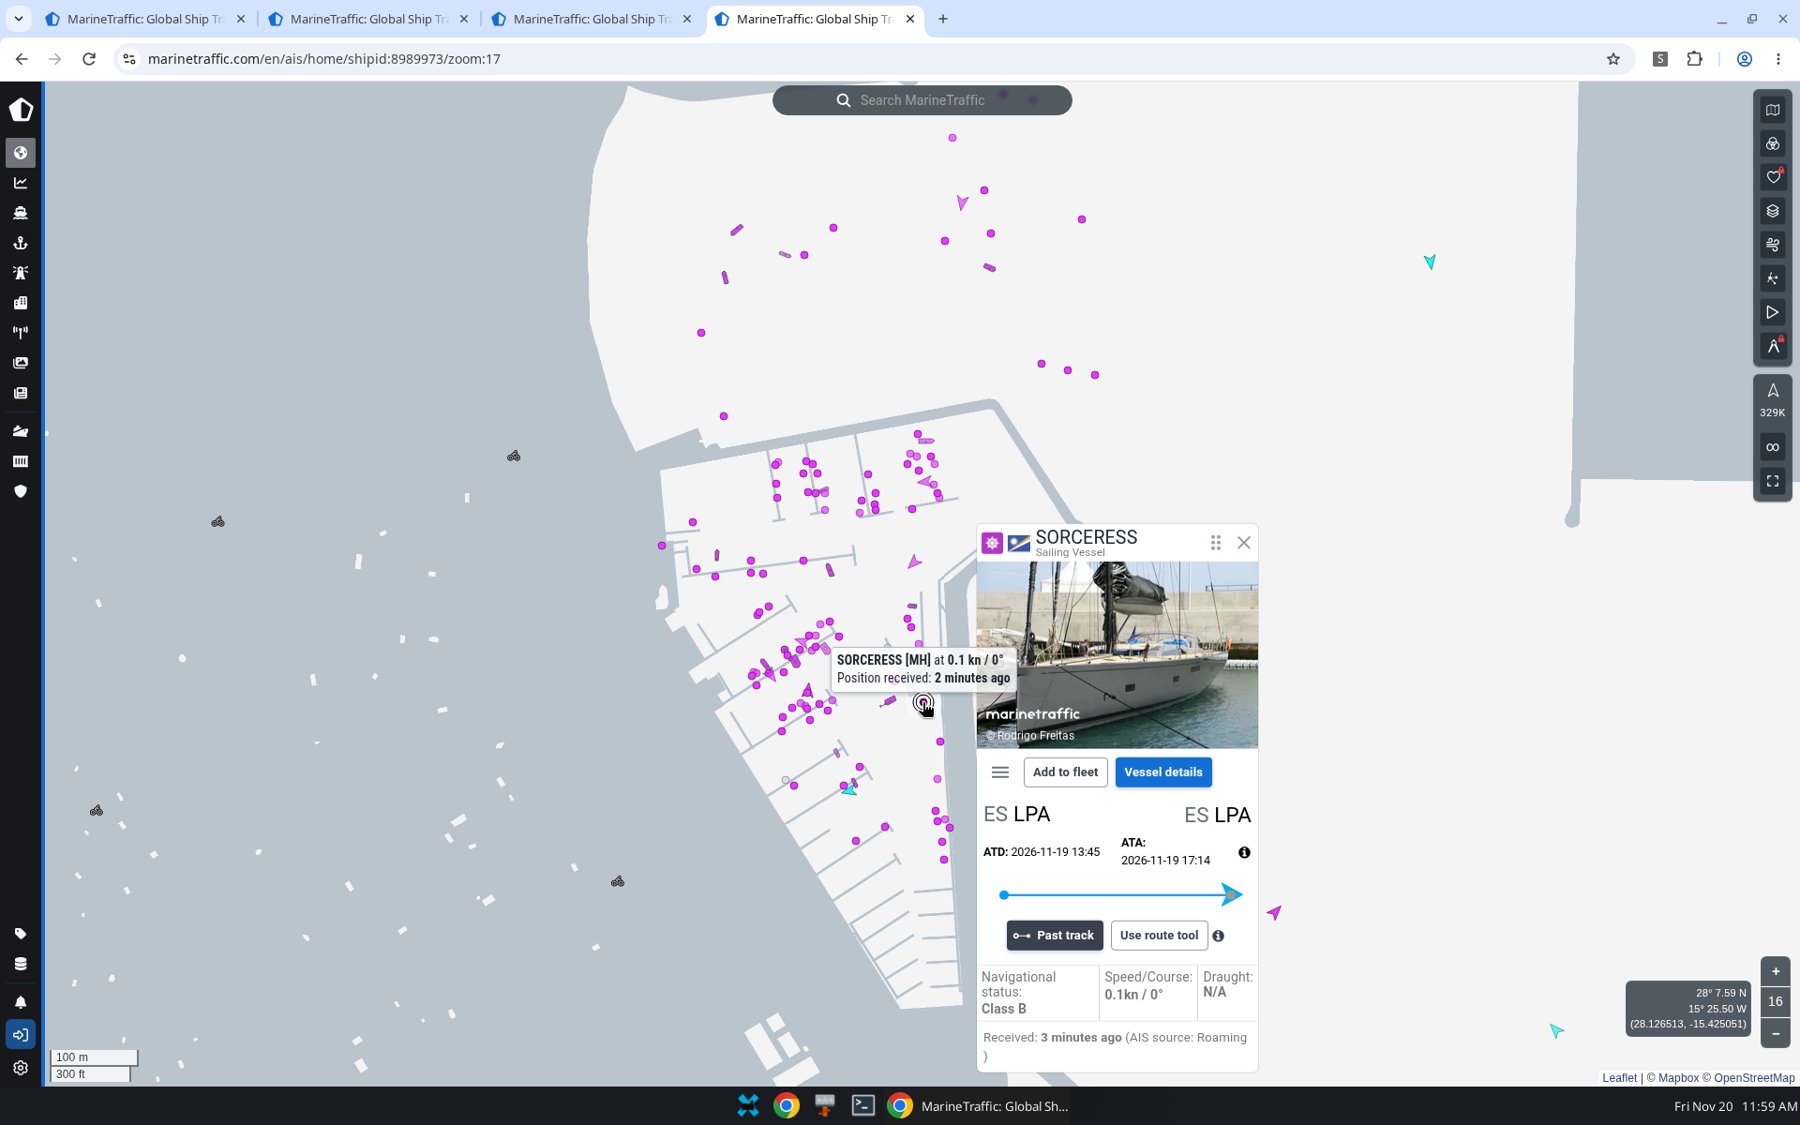 MarineTraffic: Global Ship Tr
MarineTraffic: Global Ship Tr
MarineTraffic: Global Ship Tr
MarineTraffic: Global Ship Tr
marinetraffic.com/en/ais/home/shipid:8989973/zoom:17
S
Search MarineTraffic
329K
SORCERESS
Sailing Vessel
SORCERESS [MH] at 0.1 kn / 0°
Position received: 2 minutes ago
marinetraffic
© Rodrigo Freitas
Add to fleet
Vessel details
ES LPA
ES LPA
ATD: 2026-11-19 13:45
ATA:
2026-11-19 17:14
Past track
Use route tool
Navigational
status:
Class B
Speed/Course:
0.1kn / 0°
Draught:
N/A
Received: 3 minutes ago (AIS source: Roaming
)
28° 7.59 N
15° 25.50 W
(28.126513, -15.425051)
+
16
−
100 m
300 ft
Leaflet | © Mapbox © OpenStreetMap
MarineTraffic: Global Sh...
Fri Nov 20 11:59 AM